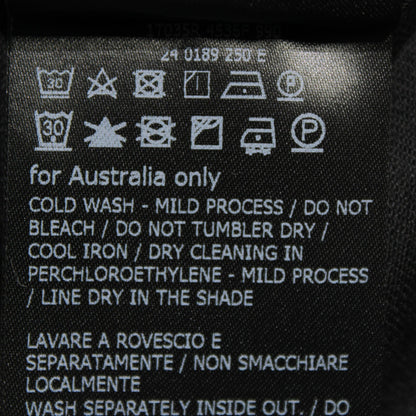 24 0189 250 E
30 P
30 P
for Australia only
COLD WASH - MILD PROCESS / DO NOT
BLEACH / DO NOT TUMBLER DRY /
COOL IRON / DRY CLEANING IN
PERCHLOROETHYLENE - MILD PROCESS
/ LINE DRY IN THE SHADE
LAVARE A ROVESCIO E
SEPARATAMENTE / NON SMACCHIARE
LOCALMENTE
WASH SEPARATELY INSIDE OUT. / DO